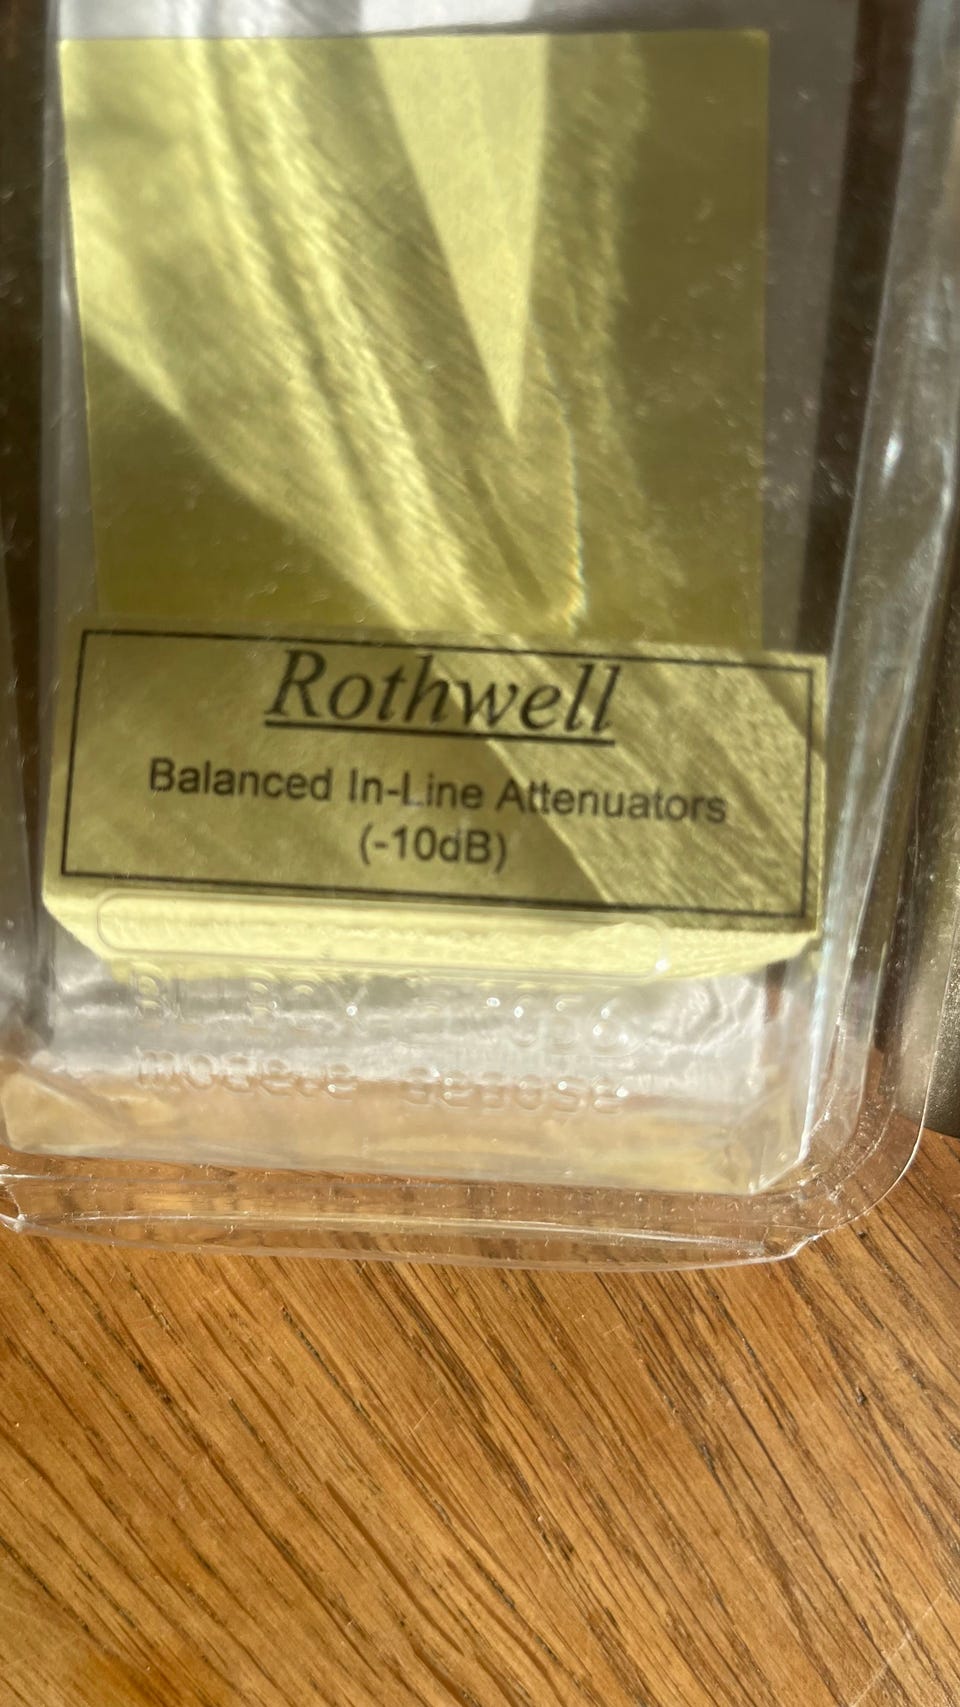 Rothwell
Balanced In-Line Attenuators
(-10dB)